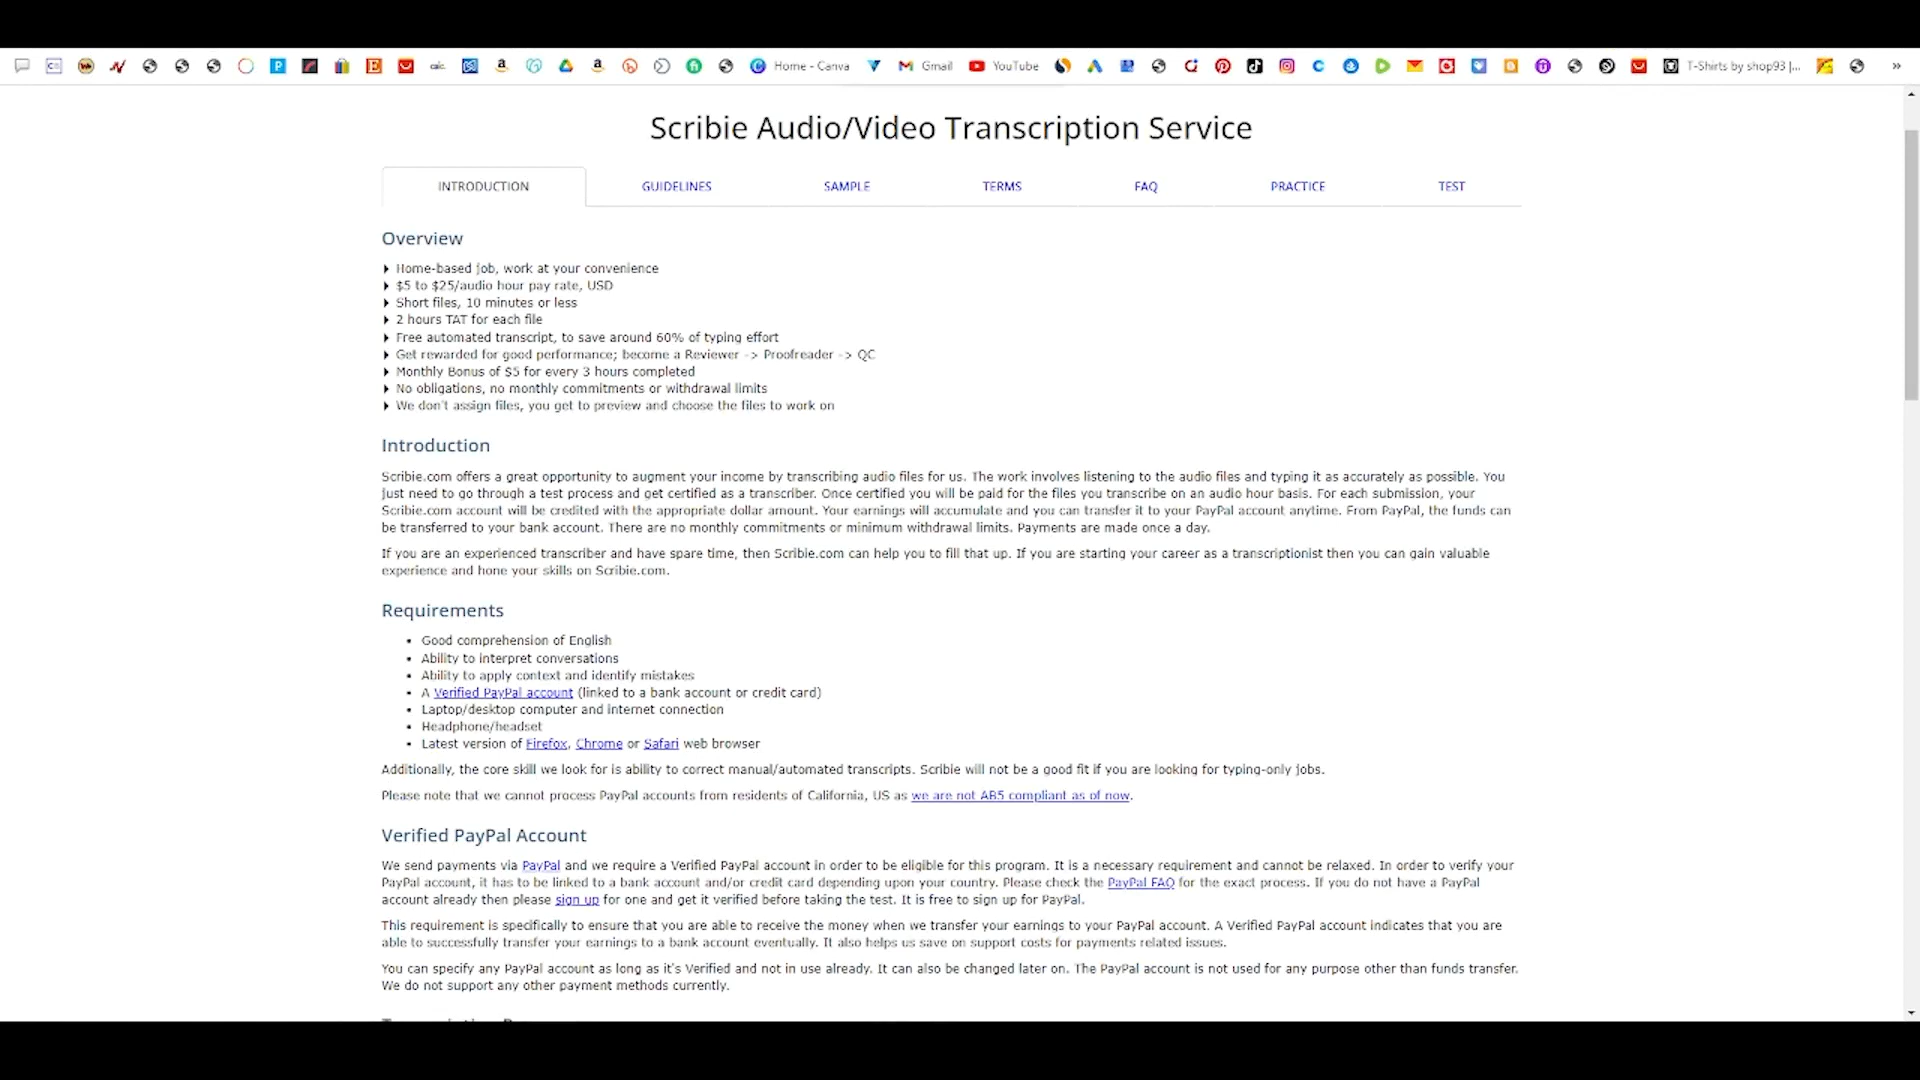 Home - Canva
Gmail
YouTube
T-Shirts by shop93 |...
Scribie Audio/Video Transcription Service
INTRODUCTION
GUIDELINES
SAMPLE
TERMS
FAQ
PRACTICE
TEST
Overview
Home-based job, work at your convenience
$5 to $25/audio hour pay rate, USD
Short files, 10 minutes or less
2 hours TAT for each file
Free automated transcript, to save around 60% of typing effort
Get rewarded for good performance; become a Reviewer -> Proofreader -> QC
Monthly Bonus of $5 for every 3 hours completed
No obligations, no monthly commitments or withdrawal limits
We don't assign files, you get to preview and choose the files to work on
Introduction
Scribie.com offers a great opportunity to augment your income by transcribing audio files for us. The work involves listening to the audio files and typing it as accurately as possible. You
just need to go through a test process and get certified as a transcriber. Once certified you will be paid for the files you transcribe on an audio hour basis. For each submission, your
Scribie.com account will be credited with the appropriate dollar amount. Your earnings will accumulate and you can transfer it to your PayPal account anytime. From PayPal, the funds can
be transferred to your bank account. There are no monthly commitments or minimum withdrawal limits. Payments are made once a day.
If you are an experienced transcriber and have spare time, then Scribie.com can help you to fill that up. If you are starting your career as a transcriptionist then you can gain valuable
experience and hone your skills on Scribie.com.
Requirements
• Good comprehension of English
• Ability to interpret conversations
• Ability to apply context and identify mistakes
• A Verified PayPal account (linked to a bank account or credit card)
• Laptop/desktop computer and internet connection
• Headphone/headset
• Latest version of Firefox, Chrome or Safari web browser
Additionally, the core skill we look for is ability to correct manual/automated transcripts. Scribie will not be a good fit if you are looking for typing-only jobs.
Please note that we cannot process PayPal accounts from residents of California, US as we are not AB5 compliant as of now.
Verified PayPal Account
We send payments via PayPal and we require a Verified PayPal account in order to be eligible for this program. It is a necessary requirement and cannot be relaxed. In order to verify your
PayPal account, it has to be linked to a bank account and/or credit card depending upon your country. Please check the PayPal FAQ for the exact process. If you do not have a PayPal
account already then please sign up for one and get it verified before taking the test. It is free to sign up for PayPal.
This requirement is specifically to ensure that you are able to receive the money when we transfer your earnings to your PayPal account. A Verified PayPal account indicates that you are
able to successfully transfer your earnings to a bank account eventually. It also helps us save on support costs for payments related issues.
You can specify any PayPal account as long as it's Verified and not in use already. It can also be changed later on. The PayPal account is not used for any purpose other than funds transfer.
We do not support any other payment methods currently.